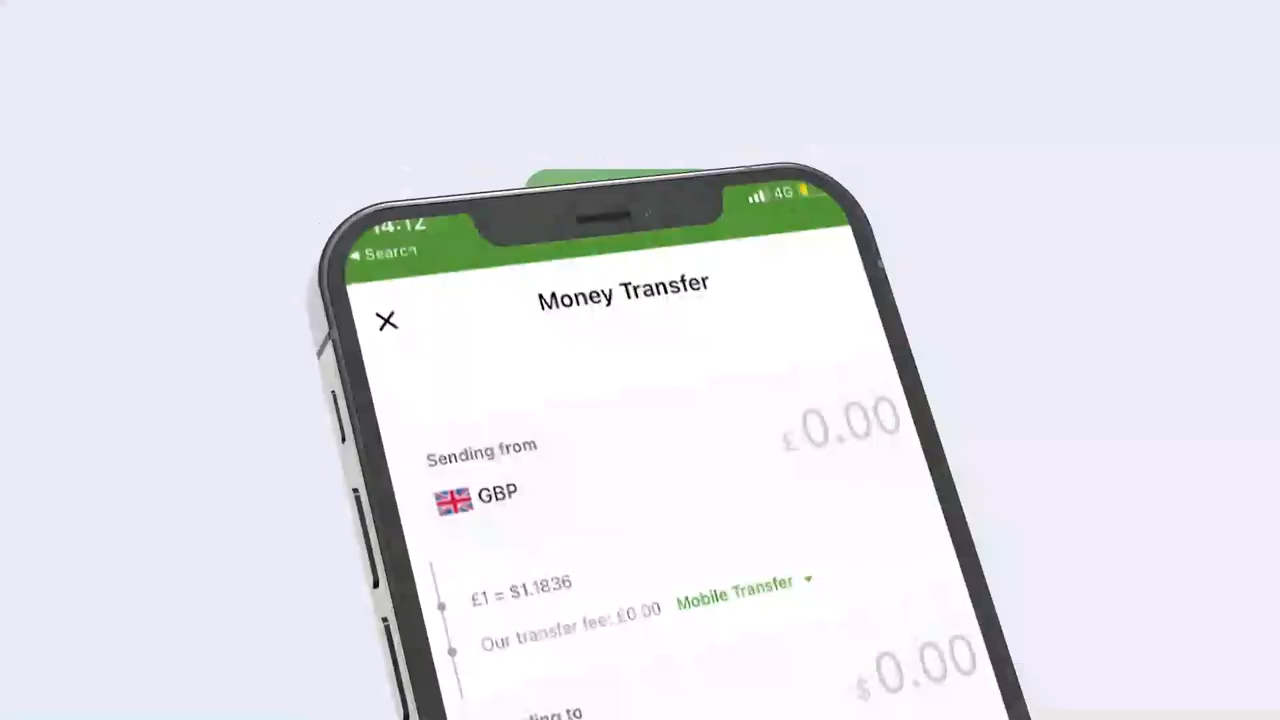 14:12
4G
Search
Money Transfer
£0.00
Sending from
GBP
£1 = $1.1836
Our transfer fee: £0.00 Mobile Transfer
$0.00
to